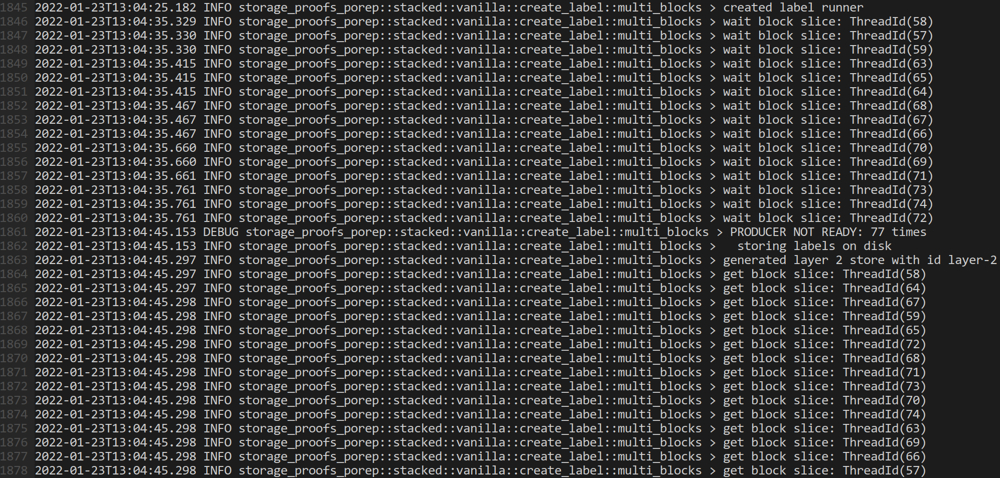 1845 2022-01-23T13:04:25.182 INFO storage_proofs_porep::stacked::vanilla::create_label::multi_blocks > created label runner
1846 2022-01-23T13:04:35.329 INFO storage_proofs_porep::stacked::vanilla::create_label::multi_blocks > wait block slice: ThreadId(58)
1847 2022-01-23T13:04:35.330 INFO storage_proofs_porep::stacked::vanilla::create_label::multi_blocks > wait block slice: ThreadId(57)
1848 2022-01-23T13:04:35.330 INFO storage_proofs_porep::stacked::vanilla::create_label::multi_blocks > wait block slice: ThreadId(59)
1849 2022-01-23T13:04:35.415 INFO storage_proofs_porep::stacked::vanilla::create_label::multi_blocks > wait block slice: ThreadId(63)
1850 2022-01-23T13:04:35.415 INFO storage_proofs_porep::stacked::vanilla::create_label::multi_blocks > wait block slice: ThreadId(65)
1851 2022-01-23T13:04:35.415 INFO storage_proofs_porep::stacked::vanilla::create_label::multi_blocks > wait block slice: ThreadId(64)
1852 2022-01-23T13:04:35.467 INFO storage_proofs_porep::stacked::vanilla::create_label::multi_blocks > wait block slice: ThreadId(68)
1853 2022-01-23T13:04:35.467 INFO storage_proofs_porep::stacked::vanilla::create_label::multi_blocks > wait block slice: ThreadId(67)
1854 2022-01-23T13:04:35.467 INFO storage_proofs_porep::stacked::vanilla::create_label::multi_blocks > wait block slice: ThreadId(66)
1855 2022-01-23T13:04:35.660 INFO storage_proofs_porep::stacked::vanilla::create_label::multi_blocks > wait block slice: ThreadId(70)
1856 2022-01-23T13:04:35.660 INFO storage_proofs_porep::stacked::vanilla::create_label::multi_blocks > wait block slice: ThreadId(69)
1857 2022-01-23T13:04:35.661 INFO storage_proofs_porep::stacked::vanilla::create_label::multi_blocks > wait block slice: ThreadId(71)
1858 2022-01-23T13:04:35.761 INFO storage_proofs_porep::stacked::vanilla::create_label::multi_blocks > wait block slice: ThreadId(73)
1859 2022-01-23T13:04:35.761 INFO storage_proofs_porep::stacked::vanilla::create_label::multi_blocks > wait block slice: ThreadId(74)
1860 2022-01-23T13:04:35.761 INFO storage_proofs_porep::stacked::vanilla::create_label::multi_blocks > wait block slice: ThreadId(72)
1861 2022-01-23T13:04:45.153 DEBUG storage_proofs_porep::stacked::vanilla::create_label::multi_blocks > PRODUCER NOT READY: 77 times
1862 2022-01-23T13:04:45.153 INFO storage_proofs_porep::stacked::vanilla::create_label::multi_blocks >   storing labels on disk
1863 2022-01-23T13:04:45.297 INFO storage_proofs_porep::stacked::vanilla::create_label::multi_blocks > generated layer 2 store with id layer-2
1864 2022-01-23T13:04:45.297 INFO storage_proofs_porep::stacked::vanilla::create_label::multi_blocks > get block slice: ThreadId(58)
1865 2022-01-23T13:04:45.297 INFO storage_proofs_porep::stacked::vanilla::create_label::multi_blocks > get block slice: ThreadId(64)
1866 2022-01-23T13:04:45.298 INFO storage_proofs_porep::stacked::vanilla::create_label::multi_blocks > get block slice: ThreadId(67)
1867 2022-01-23T13:04:45.298 INFO storage_proofs_porep::stacked::vanilla::create_label::multi_blocks > get block slice: ThreadId(59)
1868 2022-01-23T13:04:45.298 INFO storage_proofs_porep::stacked::vanilla::create_label::multi_blocks > get block slice: ThreadId(65)
1869 2022-01-23T13:04:45.298 INFO storage_proofs_porep::stacked::vanilla::create_label::multi_blocks > get block slice: ThreadId(72)
1870 2022-01-23T13:04:45.298 INFO storage_proofs_porep::stacked::vanilla::create_label::multi_blocks > get block slice: ThreadId(68)
1871 2022-01-23T13:04:45.298 INFO storage_proofs_porep::stacked::vanilla::create_label::multi_blocks > get block slice: ThreadId(71)
1872 2022-01-23T13:04:45.298 INFO storage_proofs_porep::stacked::vanilla::create_label::multi_blocks > get block slice: ThreadId(73)
1873 2022-01-23T13:04:45.298 INFO storage_proofs_porep::stacked::vanilla::create_label::multi_blocks > get block slice: ThreadId(70)
1874 2022-01-23T13:04:45.298 INFO storage_proofs_porep::stacked::vanilla::create_label::multi_blocks > get block slice: ThreadId(74)
1875 2022-01-23T13:04:45.298 INFO storage_proofs_porep::stacked::vanilla::create_label::multi_blocks > get block slice: ThreadId(63)
1876 2022-01-23T13:04:45.298 INFO storage_proofs_porep::stacked::vanilla::create_label::multi_blocks > get block slice: ThreadId(69)
1877 2022-01-23T13:04:45.298 INFO storage_proofs_porep::stacked::vanilla::create_label::multi_blocks > get block slice: ThreadId(66)
1878 2022-01-23T13:04:45.298 INFO storage_proofs_porep::stacked::vanilla::create_label::multi_blocks > get block slice: ThreadId(57)